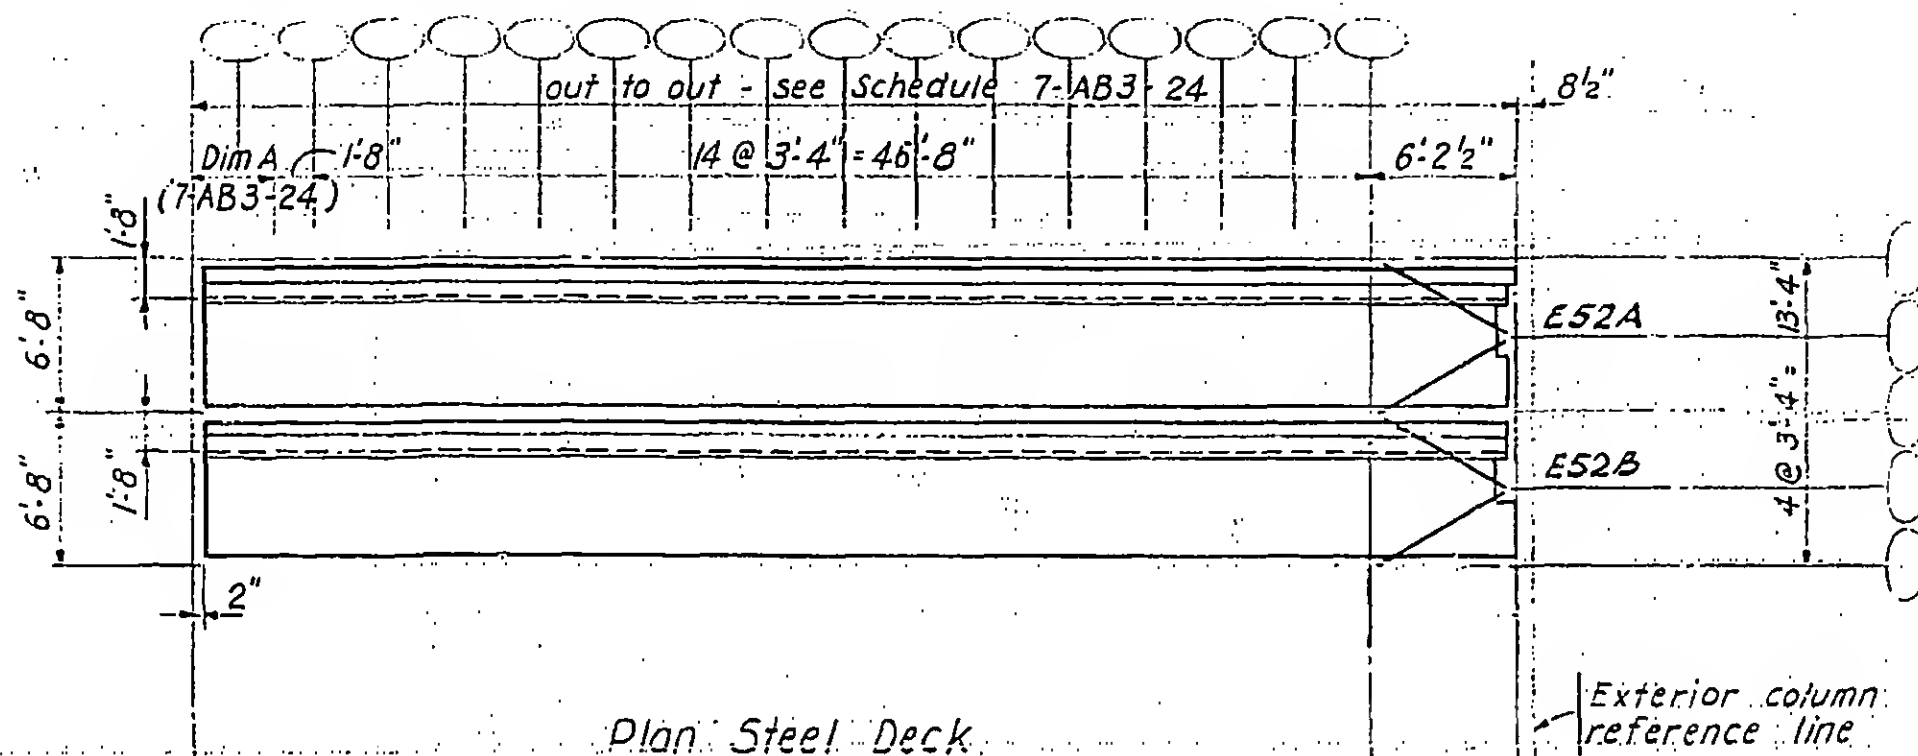 out to out - see Schedule 7-AB3-24
8½"
Dim A
1'-8"
14 @ 3'-4" = 46'-8"
6'-2½"
(7-AB3-24)
1'-8"
6'-8"
E52A
4 @ 3'-4" = 13'-4"
6'-8"
1'-8"
E52B
2"
Exterior column
reference line
Plan Steel Deck